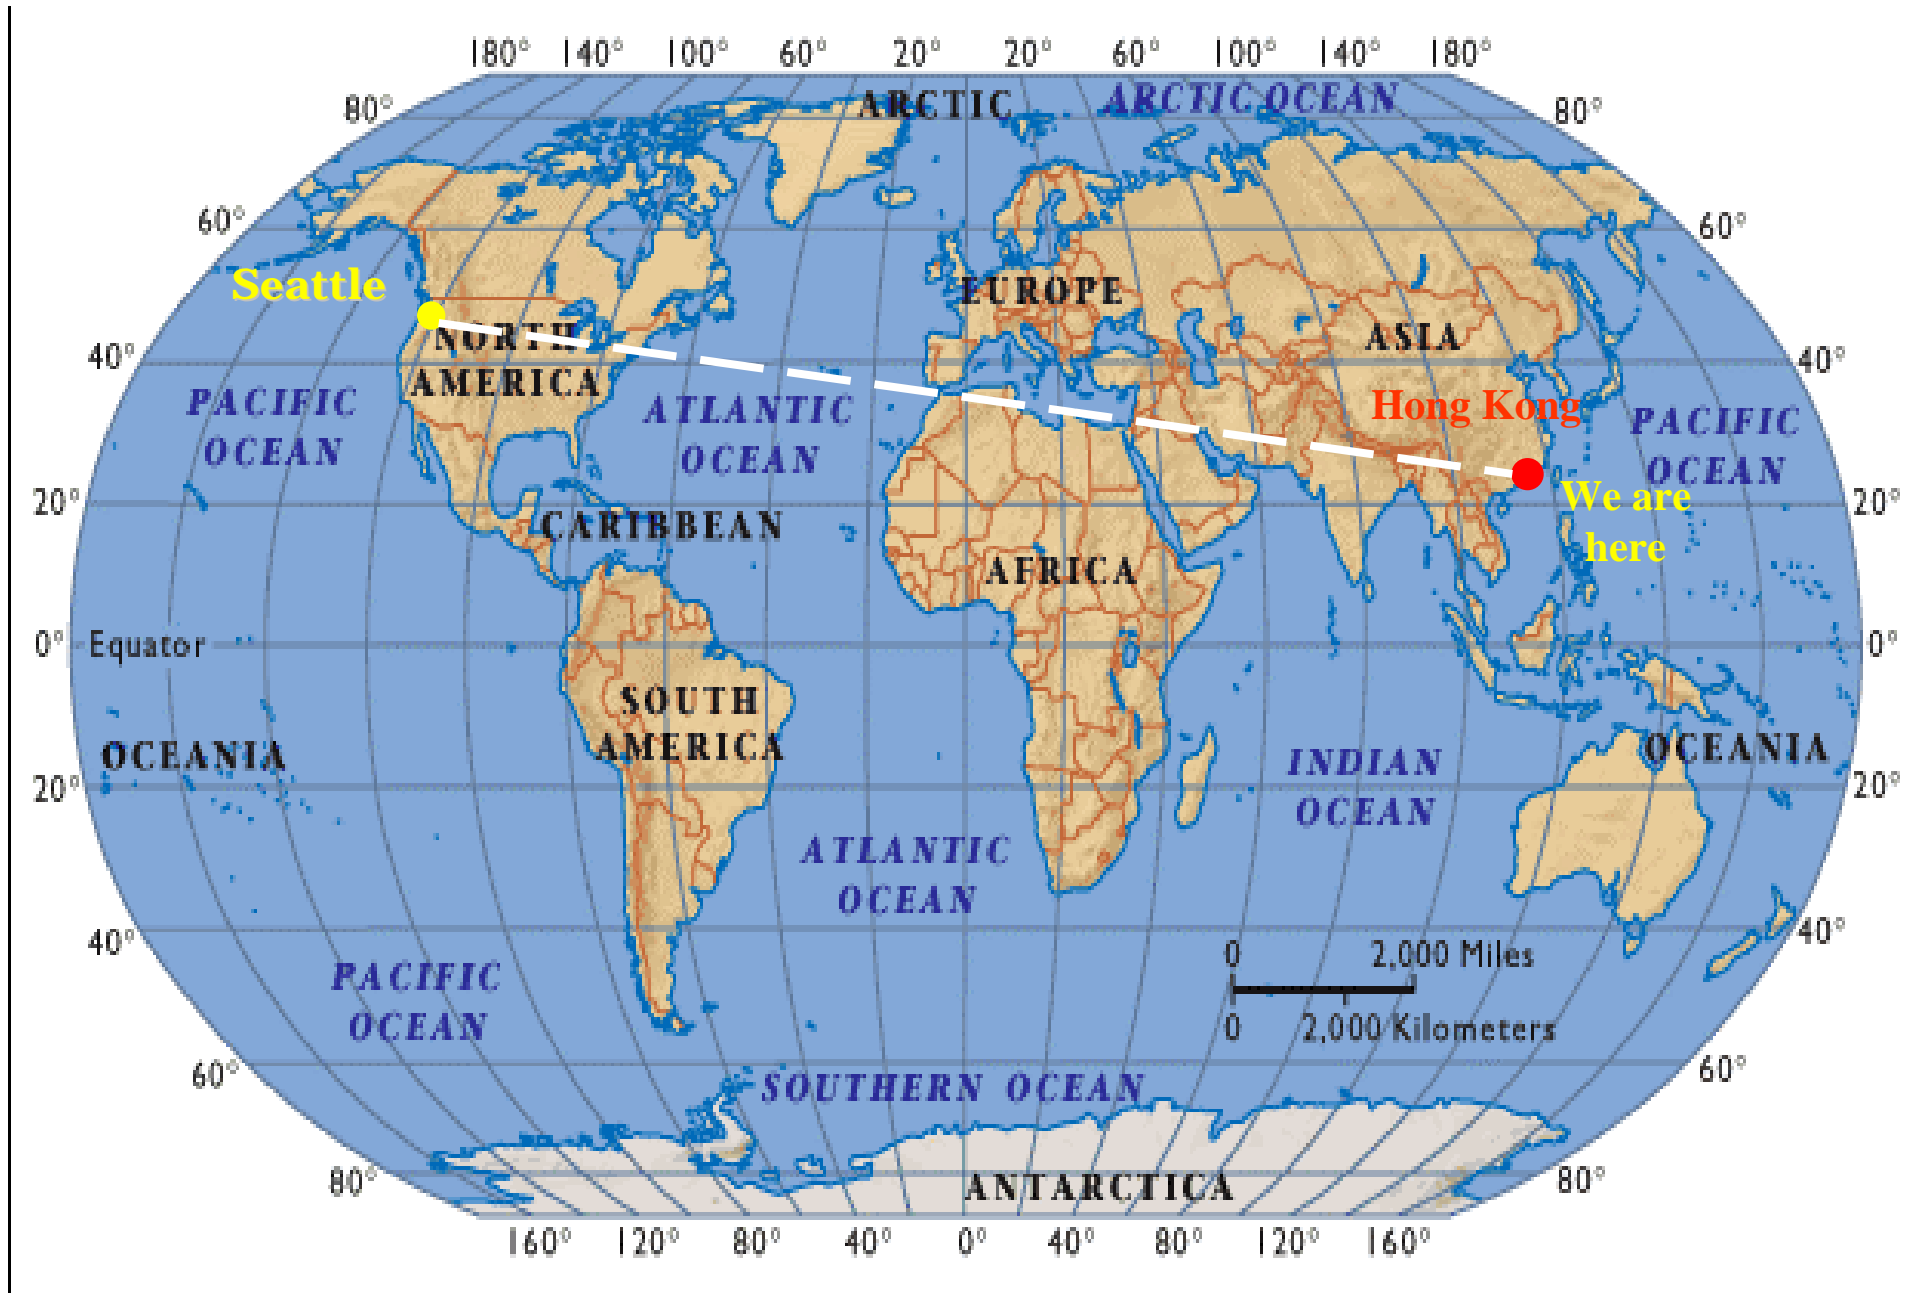 180° 140° 100° 60° 20° 20° 60° 100° 140° 180°
80° ARCTIC ARCTIC OCEAN 80°
60° 60°
Seattle EUROPE
NORTH ASIA
40° 40°
AMERICA
PACIFIC ATLANTIC Hong Kong PACIFIC
OCEAN OCEAN OCEAN
20° We are 20°
CARIBBEAN here
AFRICA
0° Equator 0°
SOUTH
AMERICA
OCEANIA OCEANIA
20° INDIAN 20°
OCEAN
ATLANTIC
OCEAN
40° 40°
0 2,000 Miles
PACIFIC
OCEAN 0 2,000 Kilometers
60° 60°
SOUTHERN OCEAN
80° ANTARCTICA 80°
160° 120° 80° 40° 0° 40° 80° 120° 160°